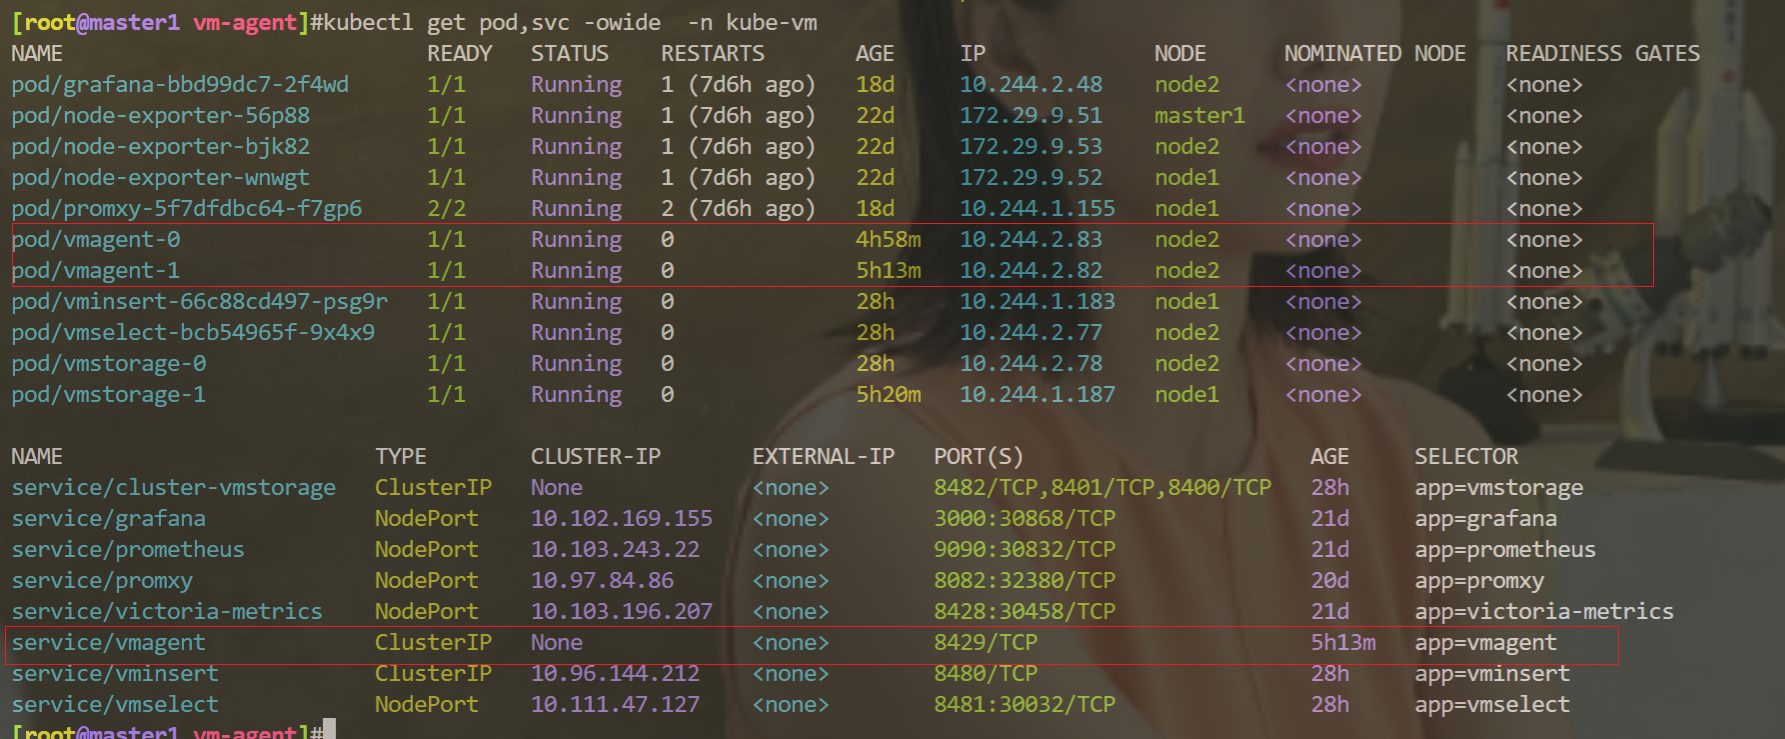 [root@master1 vm-agent]#kubectl get pod,svc -owide  -n kube-vm
NAME READY STATUS RESTARTS AGE IP NODE NOMINATED NODE READINESS GATES
pod/grafana-bbd99dc7-2f4wd 1/1 Running 1 (7d6h ago) 18d 10.244.2.48 node2 <none> <none>
pod/node-exporter-56p88 1/1 Running 1 (7d6h ago) 22d 172.29.9.51 master1 <none> <none>
pod/node-exporter-bjk82 1/1 Running 1 (7d6h ago) 22d 172.29.9.53 node2 <none> <none>
pod/node-exporter-wnwgt 1/1 Running 1 (7d6h ago) 22d 172.29.9.52 node1 <none> <none>
pod/promxy-5f7dfdbc64-f7gp6 2/2 Running 2 (7d6h ago) 18d 10.244.1.155 node1 <none> <none>
pod/vmagent-0 1/1 Running 0 4h58m 10.244.2.83 node2 <none> <none>
pod/vmagent-1 1/1 Running 0 5h13m 10.244.2.82 node2 <none> <none>
pod/vminsert-66c88cd497-psg9r 1/1 Running 0 28h 10.244.1.183 node1 <none> <none>
pod/vmselect-bcb54965f-9x4x9 1/1 Running 0 28h 10.244.2.77 node2 <none> <none>
pod/vmstorage-0 1/1 Running 0 28h 10.244.2.78 node2 <none> <none>
pod/vmstorage-1 1/1 Running 0 5h20m 10.244.1.187 node1 <none> <none>
NAME TYPE CLUSTER-IP EXTERNAL-IP PORT(S) AGE SELECTOR
service/cluster-vmstorage ClusterIP None <none> 8482/TCP,8401/TCP,8400/TCP 28h app=vmstorage
service/grafana NodePort 10.102.169.155 <none> 3000:30868/TCP 21d app=grafana
service/prometheus NodePort 10.103.243.22 <none> 9090:30832/TCP 21d app=prometheus
service/promxy NodePort 10.97.84.86 <none> 8082:32380/TCP 20d app=promxy
service/victoria-metrics NodePort 10.103.196.207 <none> 8428:30458/TCP 21d app=victoria-metrics
service/vmagent ClusterIP None <none> 8429/TCP 5h13m app=vmagent
service/vminsert ClusterIP 10.96.144.212 <none> 8480/TCP 28h app=vminsert
service/vmselect NodePort 10.111.47.127 <none> 8481:30032/TCP 28h app=vmselect
[root@master1 vm-agent]#